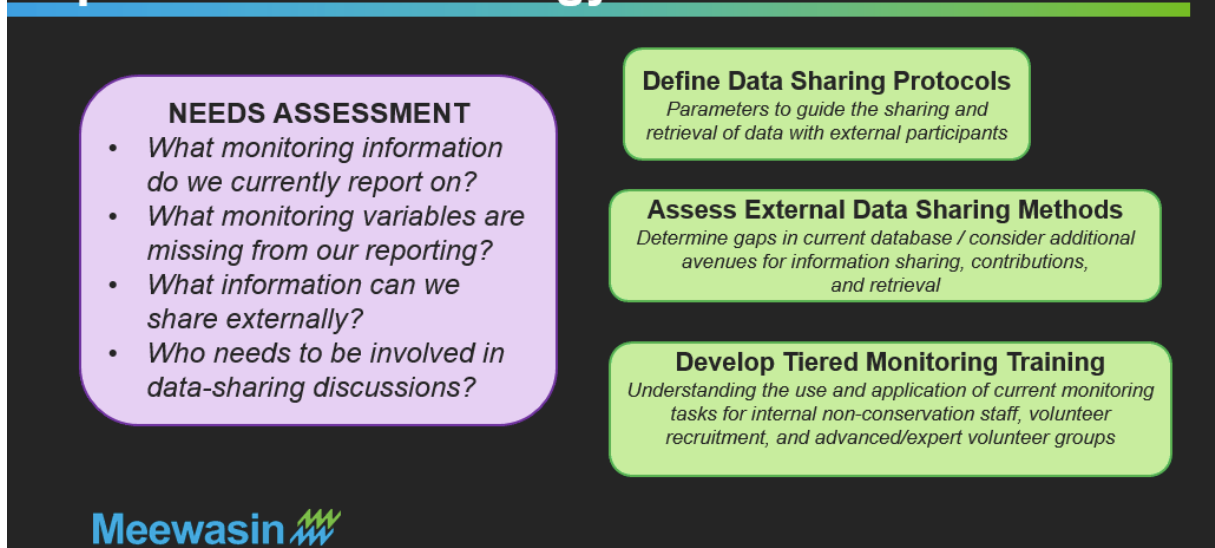 NEEDS ASSESSMENT
• What monitoring information
do we currently report on?
• What monitoring variables are
missing from our reporting?
• What information can we
share externally?
• Who needs to be involved in
data-sharing discussions?
Define Data Sharing Protocols
Parameters to guide the sharing and
retrieval of data with external participants
Assess External Data Sharing Methods
Determine gaps in current database / consider additional
avenues for information sharing, contributions,
and retrieval
Develop Tiered Monitoring Training
Understanding the use and application of current monitoring
tasks for internal non-conservation staff, volunteer
recruitment, and advanced/expert volunteer groups
Meewasin